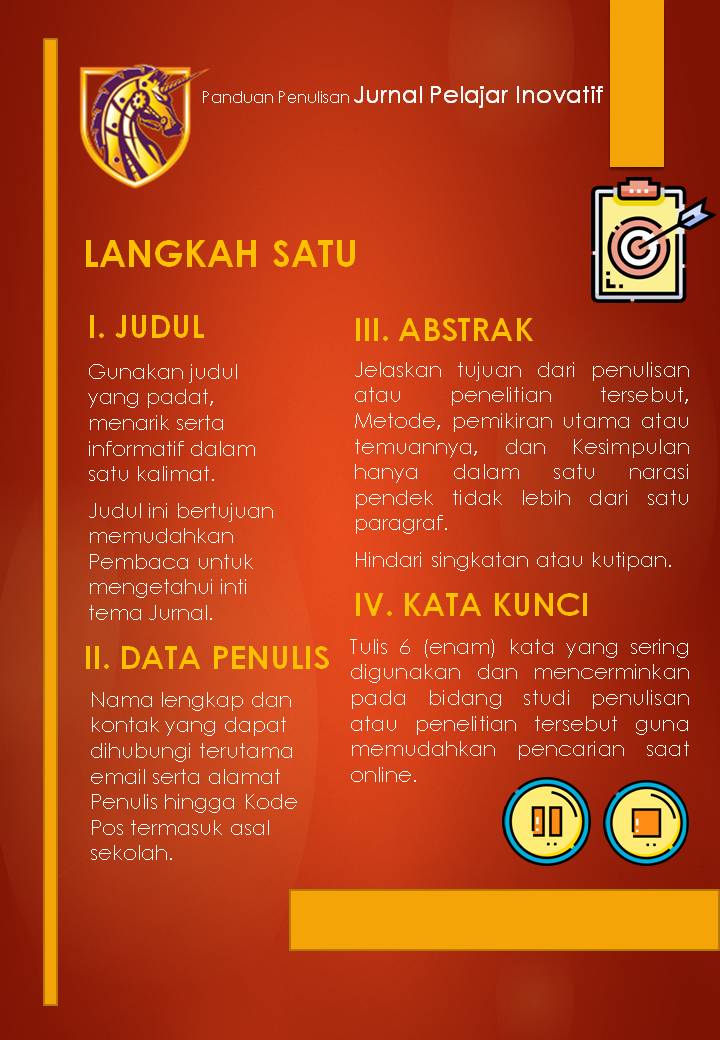 Panduan Penulisan Jurnal Pelajar Inovatif
LANGKAH SATU
I. JUDUL
Gunakan judul
yang padat,
menarik serta
informatif dalam
satu kalimat.
Judul ini bertujuan
memudahkan
Pembaca untuk
mengetahui inti
tema Jurnal.
II. DATA PENULIS
Nama lengkap dan
kontak yang dapat
dihubungi terutama
email serta alamat
Penulis hingga Kode
Pos termasuk asal
sekolah.
III. ABSTRAK
Jelaskan tujuan dari penulisan
atau penelitian tersebut,
Metode, pemikiran utama atau
temuannya, dan Kesimpulan
hanya dalam satu narasi
pendek tidak lebih dari satu
paragraf.
Hindari singkatan atau kutipan.
IV. KATA KUNCI
Tulis 6 (enam) kata yang sering
digunakan dan mencerminkan
pada bidang studi penulisan
atau penelitian tersebut guna
memudahkan pencarian saat
online.